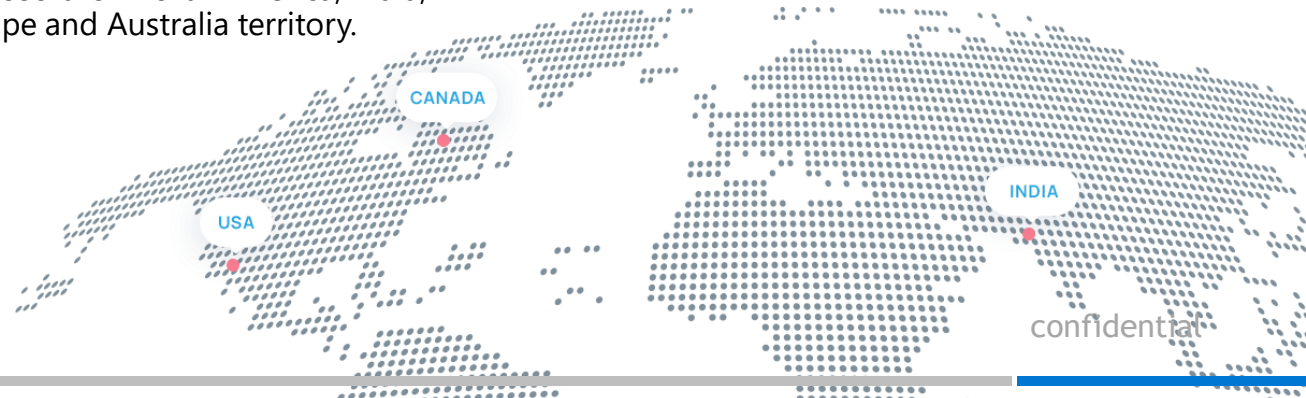 pe and Australia territory.
CANADA
INDIA
USA
confidential